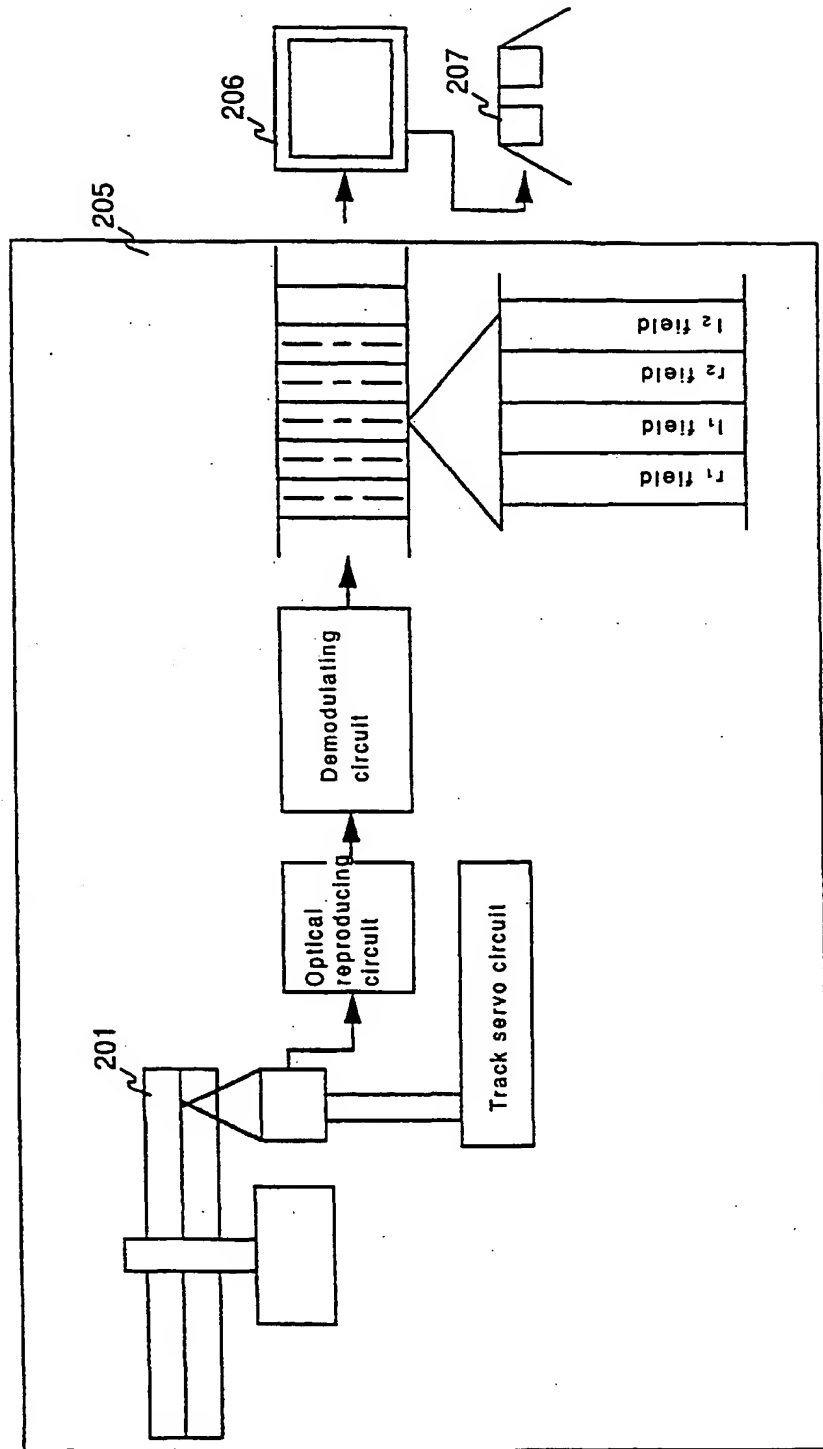 201
Optical
reproducing
circuit
Track servo circuit
Demodulating
circuit
205
r₁ field
l₁ field
r₂ field
l₂ field
206
207